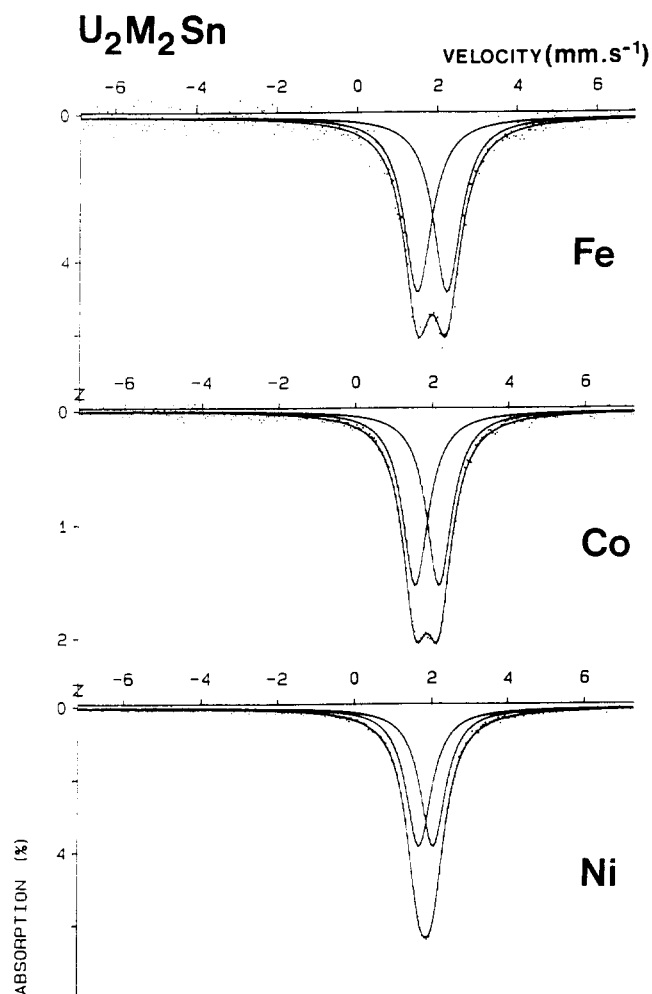 U₂M₂Sn
VELOCITY (mm.s⁻¹)
-6 -4 -2 0 2 4 6
0
4
Fe
Z -6 -4 -2 0 2 4 6
0
1
2
Co
Z -6 -4 -2 0 2 4 6
0
4
Ni
ABSORPTION (%)